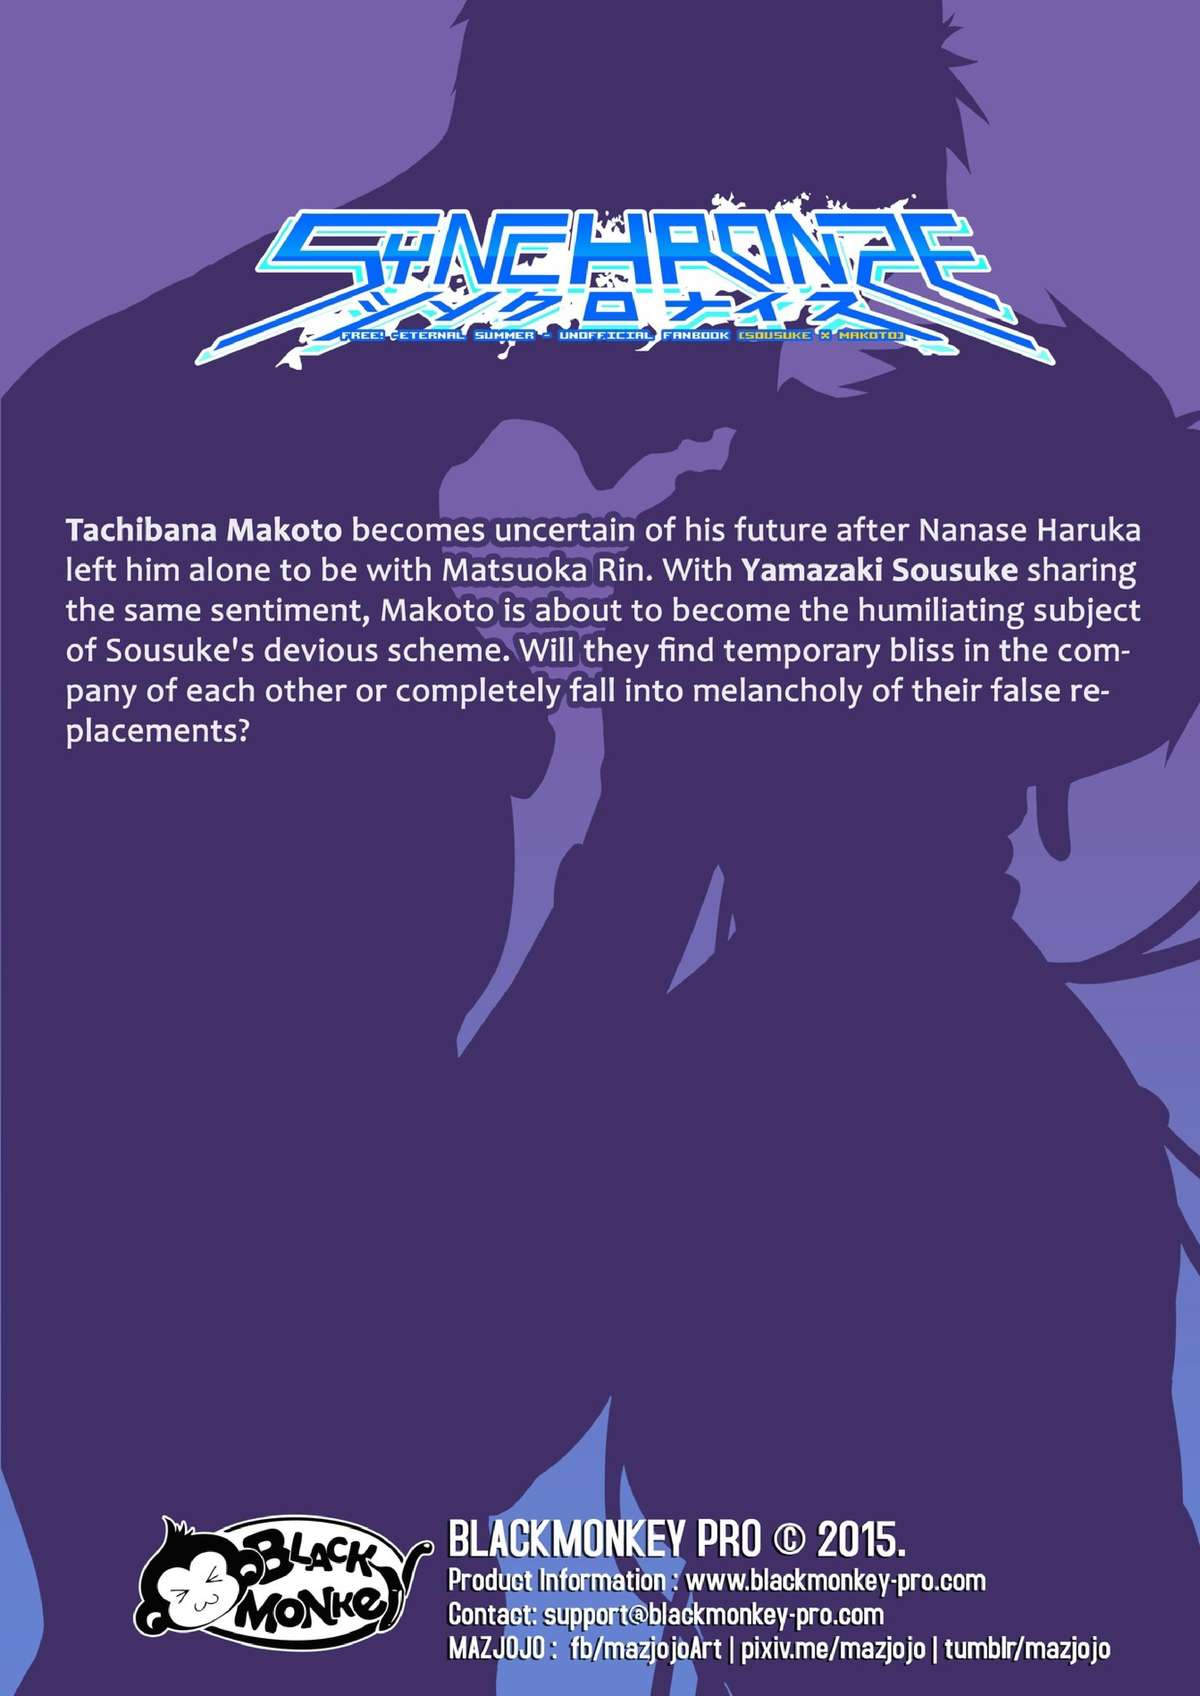 SYNCHRONIZE
シンクロナイズ
FREE! -ETERNAL SUMMER - UNOFFICIAL FANBOOK [SOUSUKE X MAKOTO]
Tachibana Makoto becomes uncertain of his future after Nanase Haruka
left him alone to be with Matsuoka Rin. With Yamazaki Sousuke sharing
the same sentiment, Makoto is about to become the humiliating subject
of Sousuke's devious scheme. Will they find temporary bliss in the com-
pany of each other or completely fall into melancholy of their false re-
placements?
BLACK
MONKEY
BLACKMONKEY PRO © 2015.
Product Information : www.blackmonkey-pro.com
Contact: support@blackmonkey-pro.com
MAZJOJO : fb/mazjojoArt | pixiv.me/mazjojo | tumblr/mazjojo